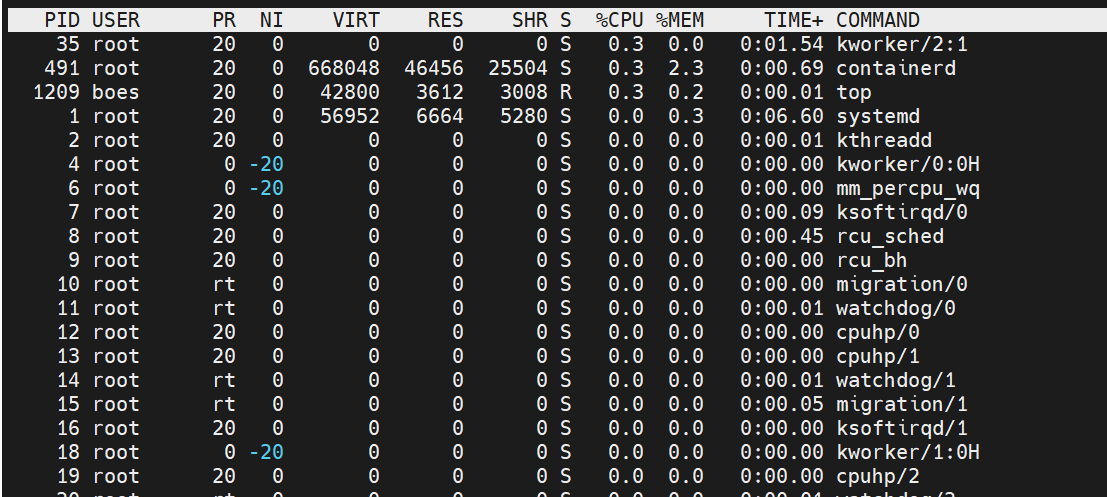 PID USER PR NI VIRT RES SHR S %CPU %MEM TIME+ COMMAND
35 root 20 0 0 0 0 S 0.3 0.0 0:01.54 kworker/2:1
491 root 20 0 668048 46456 25504 S 0.3 2.3 0:00.69 containerd
1209 boes 20 0 42800 3612 3008 R 0.3 0.2 0:00.01 top
1 root 20 0 56952 6664 5280 S 0.0 0.3 0:06.60 systemd
2 root 20 0 0 0 0 S 0.0 0.0 0:00.01 kthreadd
4 root 0 -20 0 0 0 S 0.0 0.0 0:00.00 kworker/0:0H
6 root 0 -20 0 0 0 S 0.0 0.0 0:00.00 mm_percpu_wq
7 root 20 0 0 0 0 S 0.0 0.0 0:00.09 ksoftirqd/0
8 root 20 0 0 0 0 S 0.0 0.0 0:00.45 rcu_sched
9 root 20 0 0 0 0 S 0.0 0.0 0:00.00 rcu_bh
10 root rt 0 0 0 0 S 0.0 0.0 0:00.00 migration/0
11 root rt 0 0 0 0 S 0.0 0.0 0:00.01 watchdog/0
12 root 20 0 0 0 0 S 0.0 0.0 0:00.00 cpuhp/0
13 root 20 0 0 0 0 S 0.0 0.0 0:00.00 cpuhp/1
14 root rt 0 0 0 0 S 0.0 0.0 0:00.01 watchdog/1
15 root rt 0 0 0 0 S 0.0 0.0 0:00.05 migration/1
16 root 20 0 0 0 0 S 0.0 0.0 0:00.00 ksoftirqd/1
18 root 0 -20 0 0 0 S 0.0 0.0 0:00.00 kworker/1:0H
19 root 20 0 0 0 0 S 0.0 0.0 0:00.00 cpuhp/2